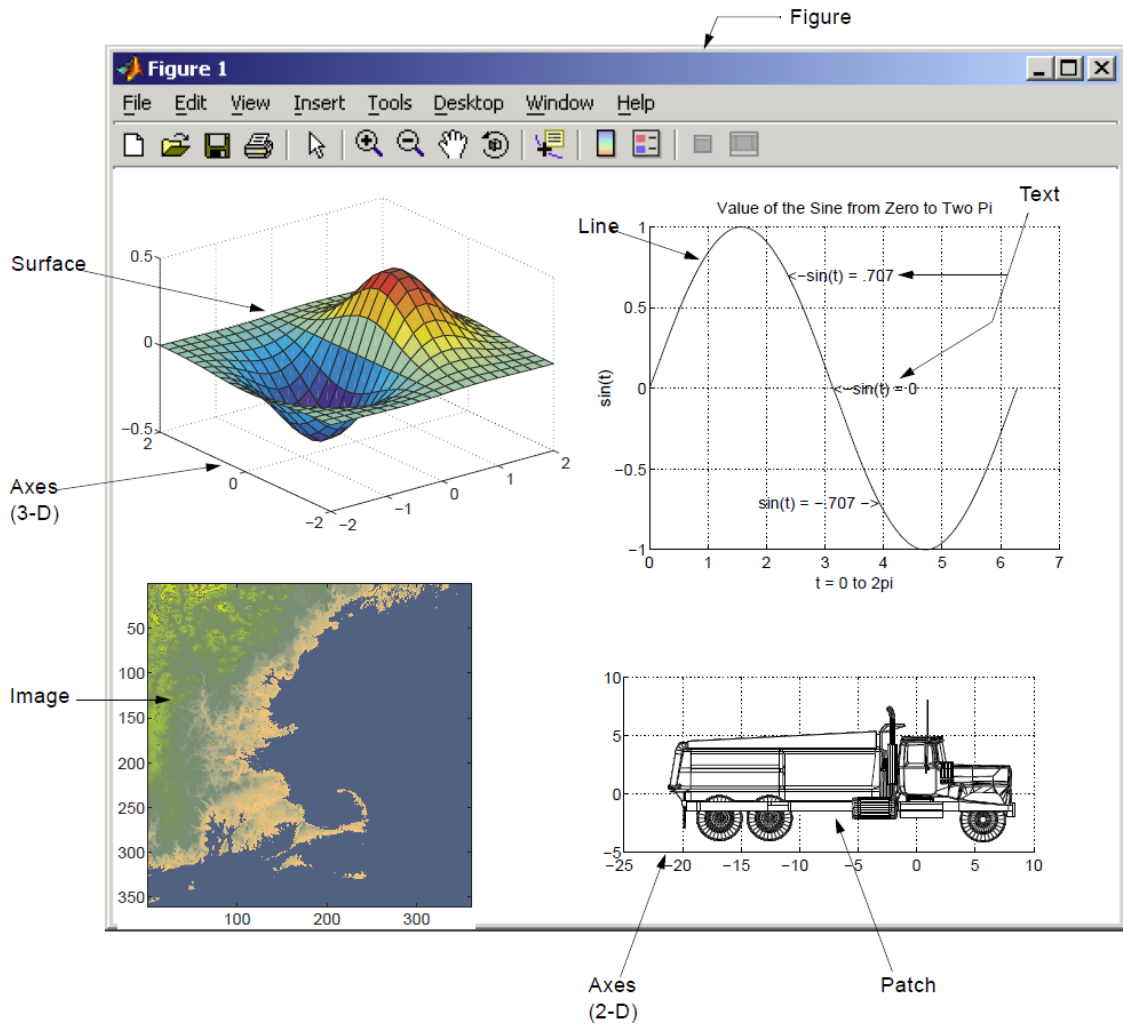 Figure
Figure 1
File Edit View Insert Tools Desktop Window Help
Surface
0.5
0
−0.5
2
0
−2
−2
−1
0
1
2
Axes
(3-D)
Value of the Sine from Zero to Two Pi
Text
Line
1
0.5
0
−0.5
−1
sin(t)
<−sin(t) = .707
<−sin(t) = 0
sin(t) = −.707 −>
0 1 2 3 4 5 6 7
t = 0 to 2pi
Image
50
100
150
200
250
300
350
100 200 300
10
5
0
−5
−25 −20 −15 −10 −5 0 5 10
Axes
(2-D)
Patch